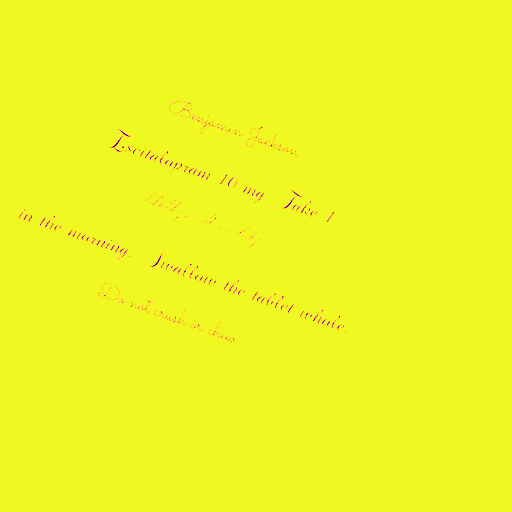 Benjamin Jackson
Escitalopram 10 mg Take 1
in the morning. Swallow the tablet whole.
Do not crush or chew